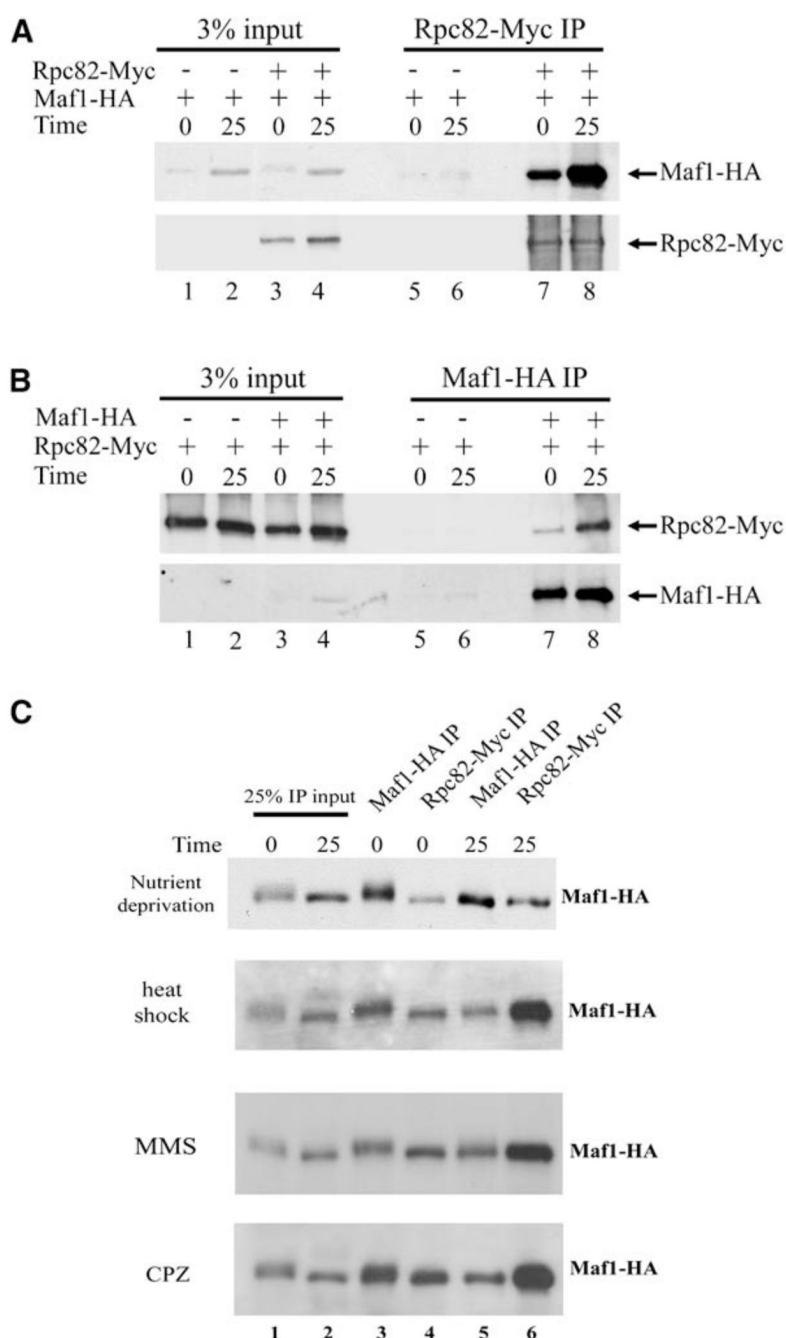 A
3% input Rpc82-Myc IP
Rpc82-Myc - - + + - - + +
Maf1-HA + + + + + + + +
Time 0 25 0 25 0 25 0 25
Maf1-HA
Rpc82-Myc
1 2 3 4 5 6 7 8
B
3% input Maf1-HA IP
Maf1-HA - - + + - - + +
Rpc82-Myc + + + + + + + +
Time 0 25 0 25 0 25 0 25
Rpc82-Myc
Maf1-HA
1 2 3 4 5 6 7 8
C
25% IP input Maf1-HA IP Rpc82-Myc IP Maf1-HA IP Rpc82-Myc IP
Time 0 25 0 0 25 25
Nutrient
deprivation Maf1-HA
heat
shock Maf1-HA
MMS Maf1-HA
CPZ Maf1-HA
1 2 3 4 5 6